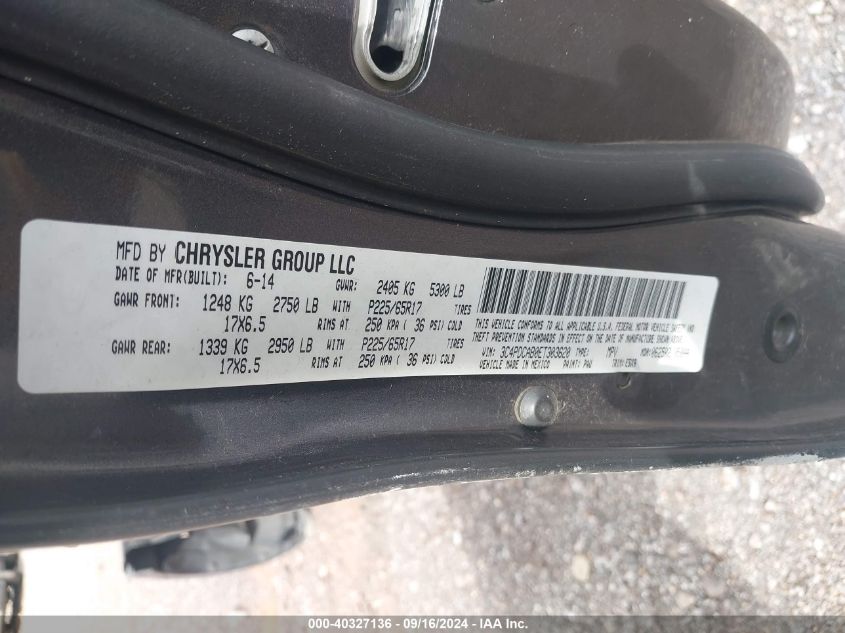 MFD BY CHRYSLER GROUP LLC
DATE OF MFR(BUILT): 6-14 GVWR: 2405 KG 5300 LB
GAWR FRONT: 1248 KG 2750 LB WITH P225/65R17 TIRES
17X6.5 RIMS AT 250 KPA ( 36 PSI) COLD
GAWR REAR: 1339 KG 2950 LB WITH P225/65R17 TIRES
17X6.5 RIMS AT 250 KPA ( 36 PSI) COLD
THIS VEHICLE CONFORMS TO ALL APPLICABLE U.S.A. FEDERAL MOTOR VEHICLE SAFETY AND
THEFT PREVENTION STANDARDS IN EFFECT ON THE DATE OF MANUFACTURE SHOWN ABOVE.
VIN: 3C4PDCAB0ET303620 TYPE: MPV MDH:
VEHICLE MADE IN MEXICO PAINT: PAU TRIM:
000-40327136 - 09/16/2024 - IAA Inc.